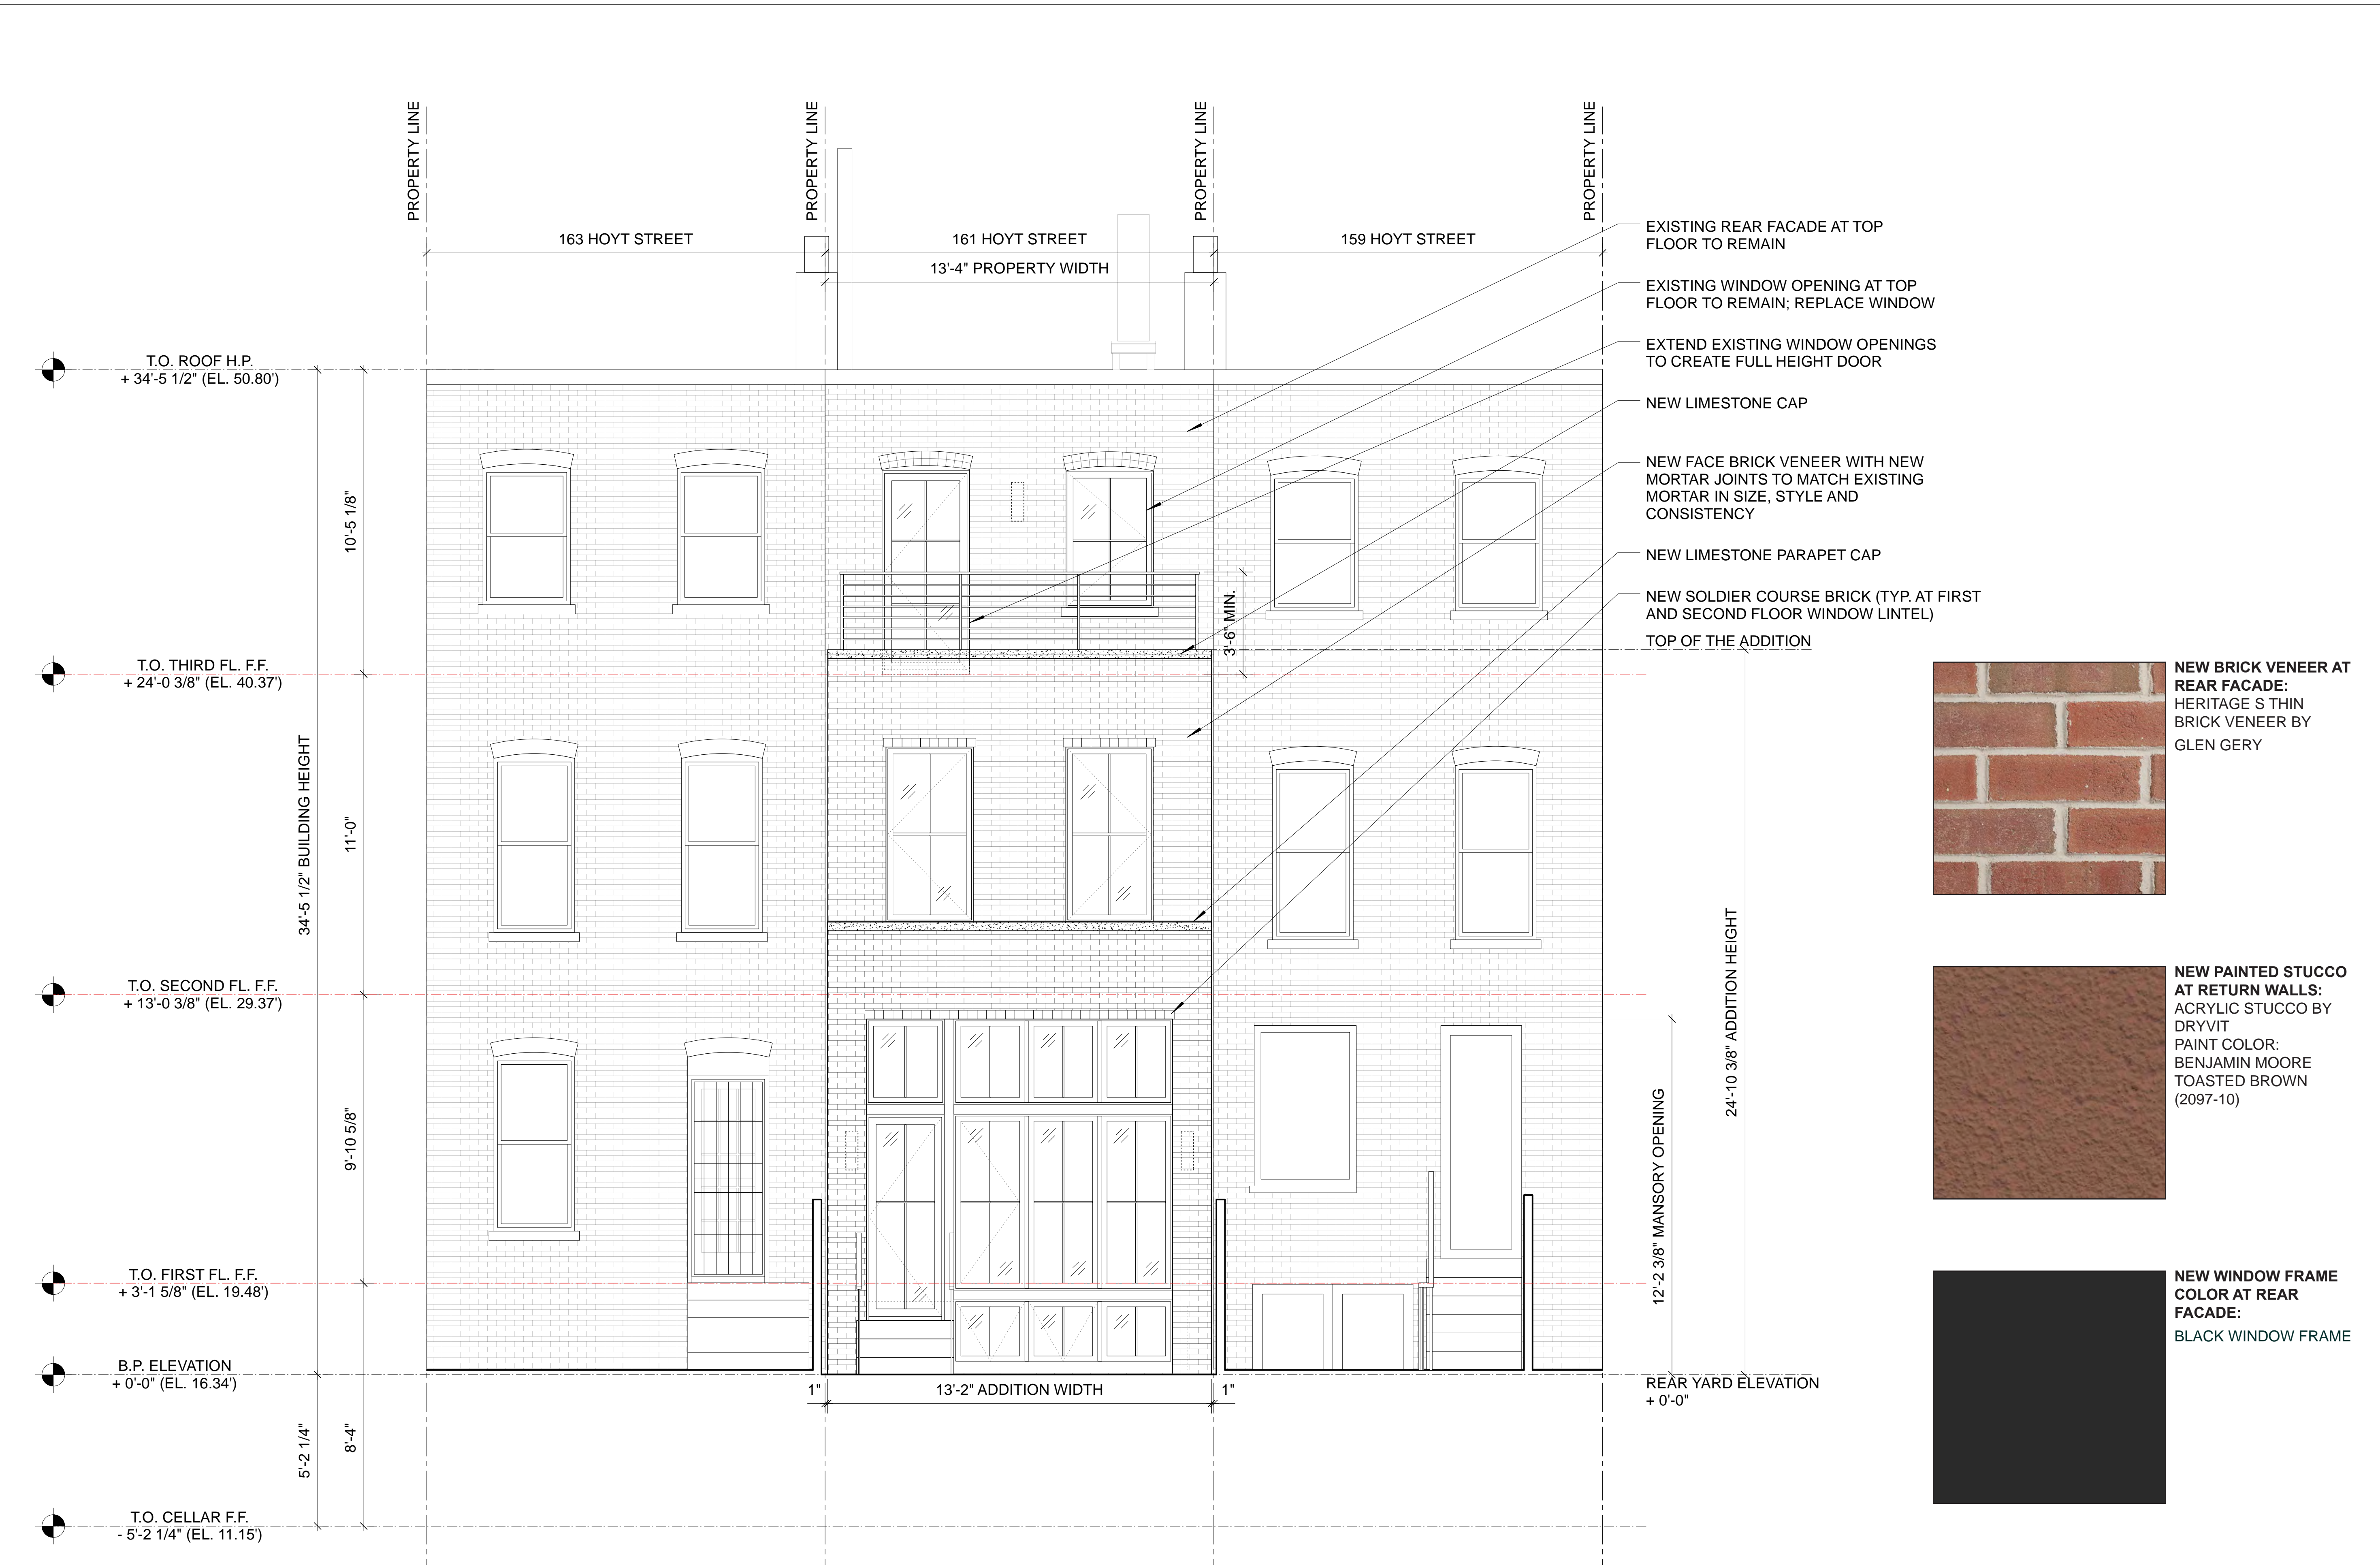 PROPERTY LINE
PROPERTY LINE
PROPERTY LINE
PROPERTY LINE
163 HOYT STREET
161 HOYT STREET
159 HOYT STREET
13'-4" PROPERTY WIDTH
EXISTING REAR FACADE AT TOP
FLOOR TO REMAIN
EXISTING WINDOW OPENING AT TOP
FLOOR TO REMAIN; REPLACE WINDOW
EXTEND EXISTING WINDOW OPENINGS
TO CREATE FULL HEIGHT DOOR
NEW LIMESTONE CAP
NEW FACE BRICK VENEER WITH NEW
MORTAR JOINTS TO MATCH EXISTING
MORTAR IN SIZE, STYLE AND
CONSISTENCY
NEW LIMESTONE PARAPET CAP
NEW SOLDIER COURSE BRICK (TYP. AT FIRST
AND SECOND FLOOR WINDOW LINTEL)
TOP OF THE ADDITION
T.O. ROOF H.P.
+ 34'-5 1/2" (EL. 50.80')
T.O. THIRD FL. F.F.
+ 24'-0 3/8" (EL. 40.37')
T.O. SECOND FL. F.F.
+ 13'-0 3/8" (EL. 29.37')
T.O. FIRST FL. F.F.
+ 3'-1 5/8" (EL. 19.48')
B.P. ELEVATION
+ 0'-0" (EL. 16.34')
T.O. CELLAR F.F.
- 5'-2 1/4" (EL. 11.15')
34'-5 1/2" BUILDING HEIGHT
5'-2 1/4"
10'-5 1/8"
11'-0"
9'-10 5/8"
8'-4"
3'-6" MIN.
1"
13'-2" ADDITION WIDTH
1"
12'-2 3/8" MANSORY OPENING
24'-10 3/8" ADDITION HEIGHT
REAR YARD ELEVATION
+ 0'-0"
NEW BRICK VENEER AT
REAR FACADE:
HERITAGE S THIN
BRICK VENEER BY
GLEN GERY
NEW PAINTED STUCCO
AT RETURN WALLS:
ACRYLIC STUCCO BY
DRYVIT
PAINT COLOR:
BENJAMIN MOORE
TOASTED BROWN
(2097-10)
NEW WINDOW FRAME
COLOR AT REAR
FACADE:
BLACK WINDOW FRAME